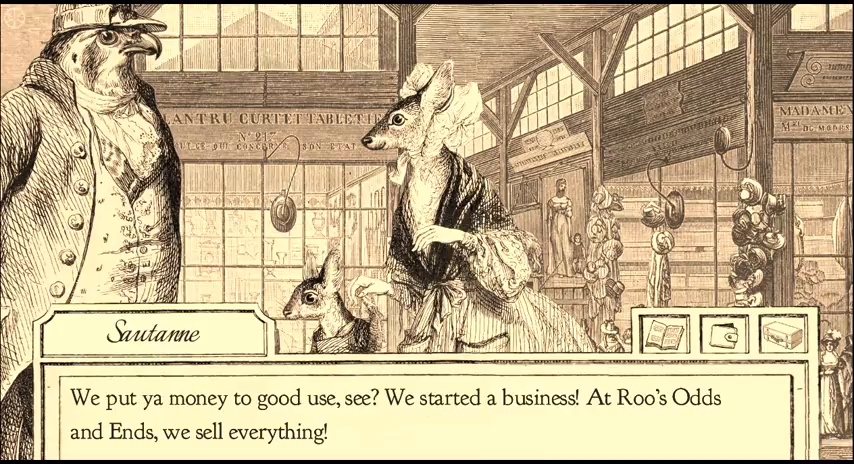 LANTRU CURTET TABLETIE
Nº 217
MADAME
Sautanne
We put ya money to good use, see? We started a business! At Roo's Odds
and Ends, we sell everything!